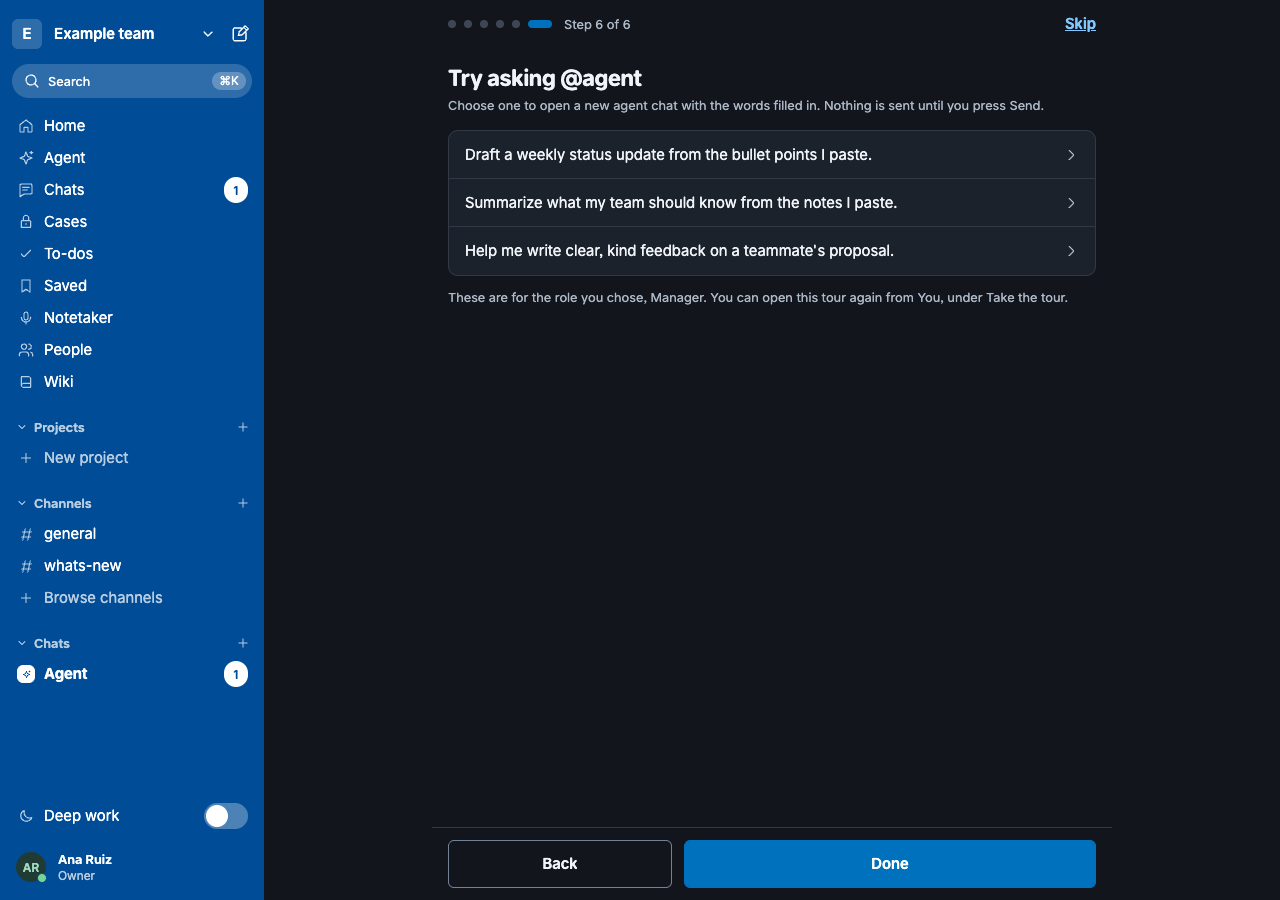 E Example team
Search ⌘K
Home
Agent
Chats 1
Cases
To-dos
Saved
Notetaker
People
Wiki
Projects
New project
Channels
# general
# whats-new
Browse channels
Chats
Agent 1
Deep work
AR Ana Ruiz
Owner
Step 6 of 6
Skip
Try asking @agent
Choose one to open a new agent chat with the words filled in. Nothing is sent until you press Send.
Draft a weekly status update from the bullet points I paste.
Summarize what my team should know from the notes I paste.
Help me write clear, kind feedback on a teammate's proposal.
These are for the role you chose, Manager. You can open this tour again from You, under Take the tour.
Back
Done